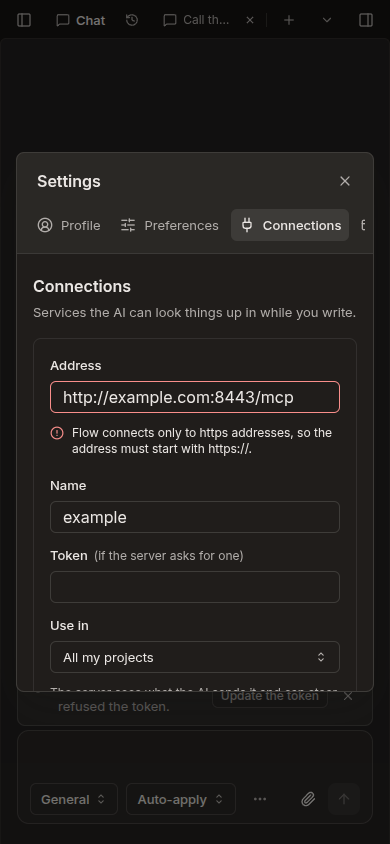 Chat
Call th...
Settings
Profile
Preferences
Connections
Connections
Services the AI can look things up in while you write.
Address
http://example.com:8443/mcp
Flow connects only to https addresses, so the
address must start with https://.
Name
example
Token (if the server asks for one)
Use in
All my projects
Update the token
refused the token.
General
Auto-apply